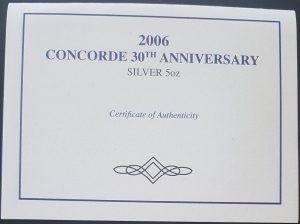 2006
CONCORDE 30TH ANNIVERSARY
SILVER 5oz
Certificate of Authenticity